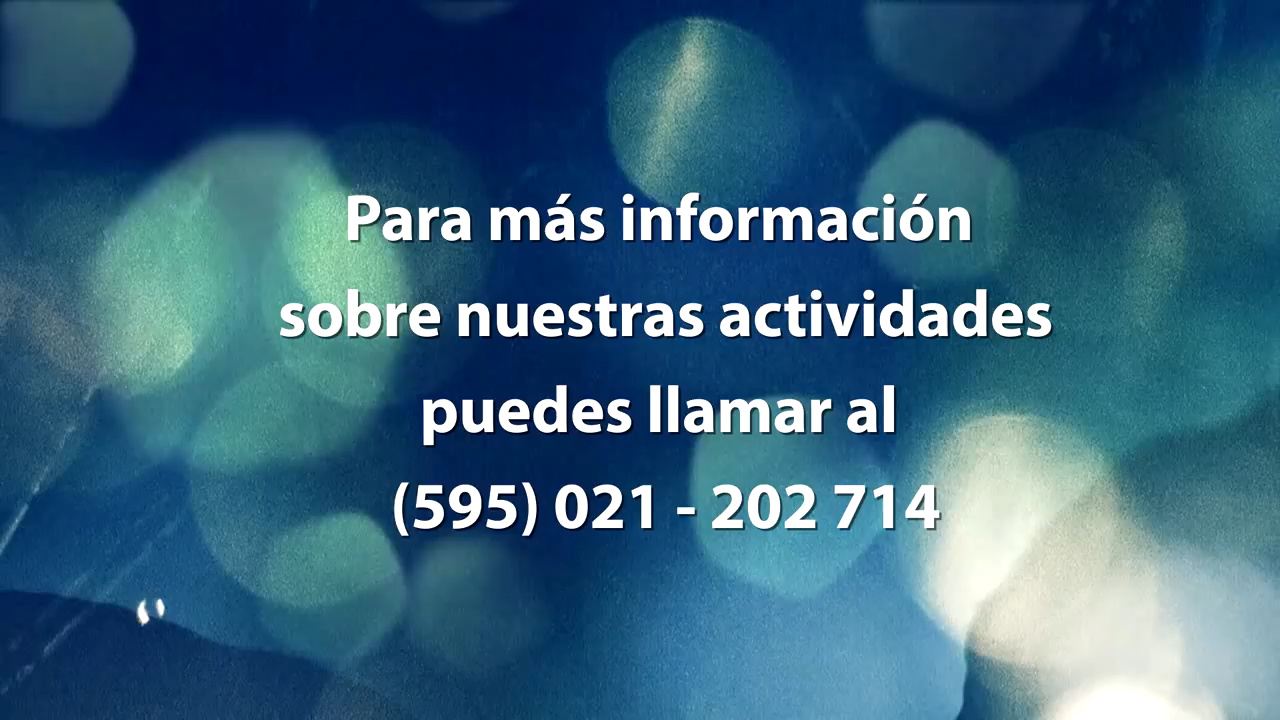 Para más información
sobre nuestras actividades
puedes llamar al
(595) 021 - 202 714